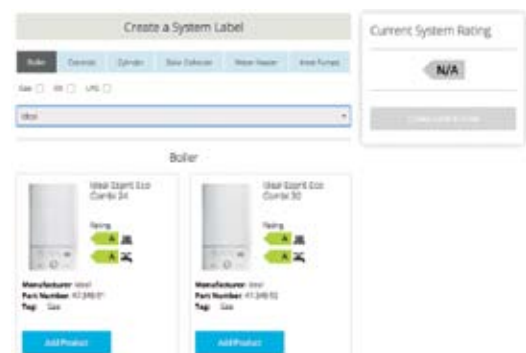 Create a System Label
Current System Rating
Boiler Controls Cylinder Solar Collector Water Heater Heat Pumps
N/A
Gas Oil LPG
Ideal
Boiler
Ideal Esprit Eco
Combi 24
Rating
A
A
Manufacturer Ideal
Part Number
Tag: Gas
Add Product
Ideal Esprit Eco
Combi 30
Rating
A
A
Manufacturer Ideal
Part Number
Tag: Gas
Add Product